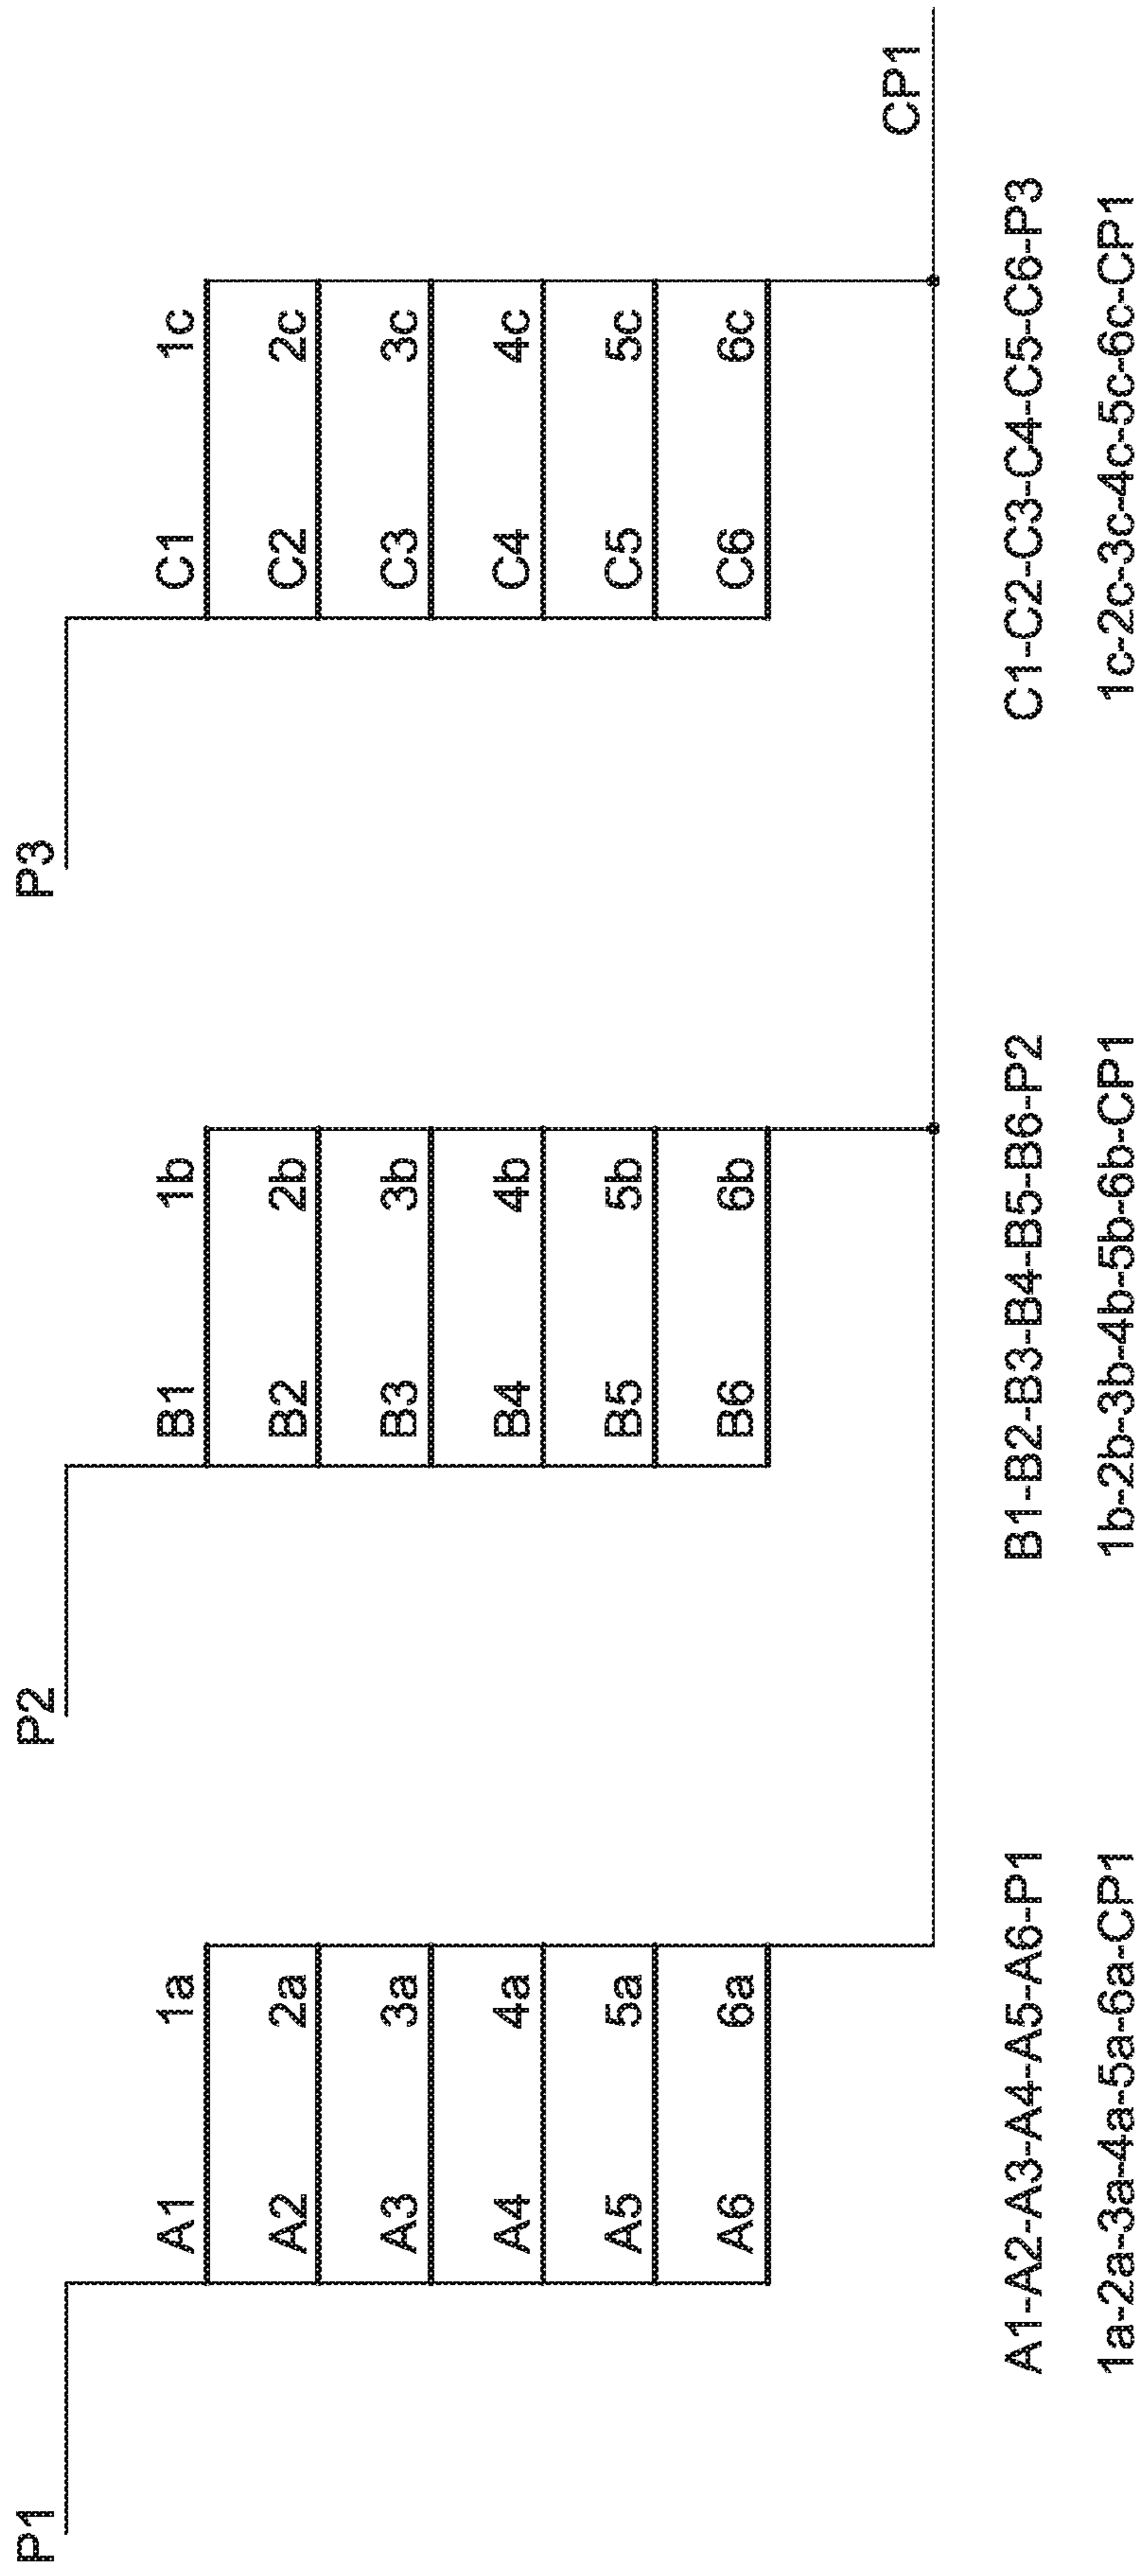 P1 P2 P3
A1 1a B1 1b C1 1c
A2 2a B2 2b C2 2c
A3 3a B3 3b C3 3c
A4 4a B4 4b C4 4c
A5 5a B5 5b C5 5c
A6 6a B6 6b C6 6c
CP1
A1-A2-A3-A4-A5-A6-P1 B1-B2-B3-B4-B5-B6-P2 C1-C2-C3-C4-C5-C6-P3
1a-2a-3a-4a-5a-6a-CP1 1b-2b-3b-4b-5b-6b-CP1 1c-2c-3c-4c-5c-6c-CP1